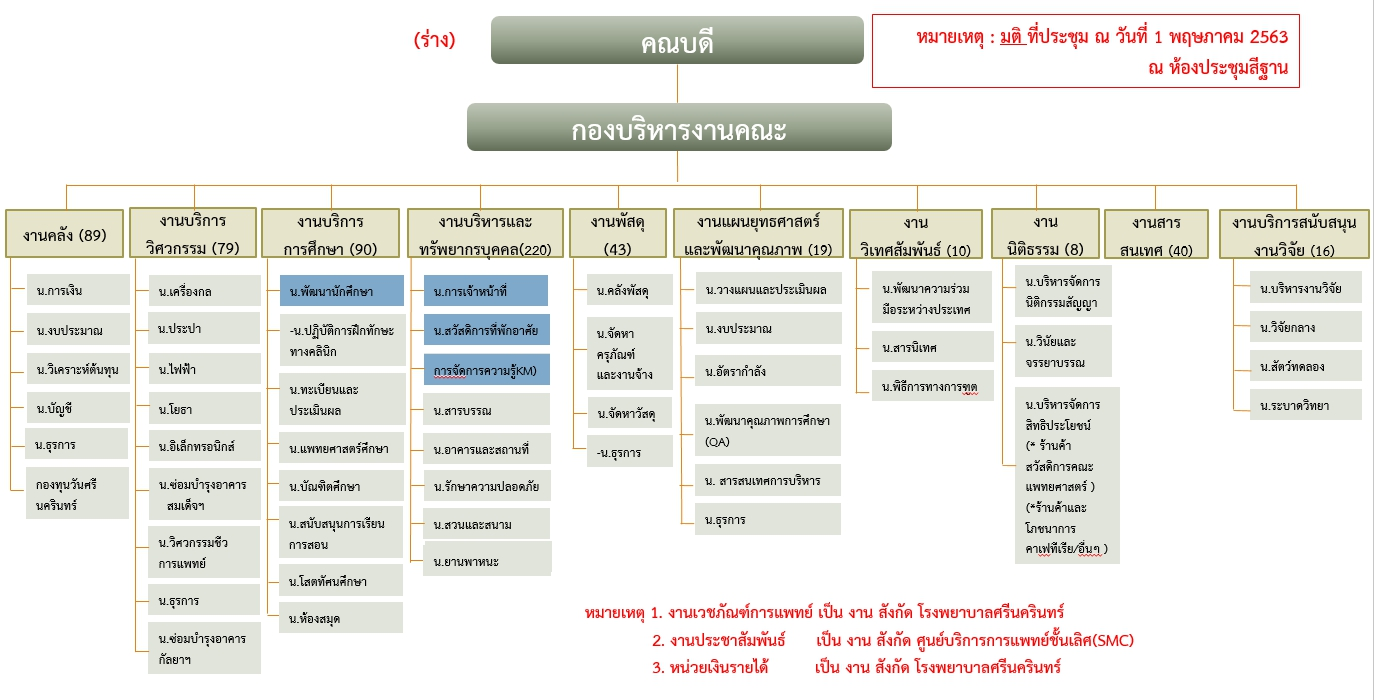 (ร่าง)
คณบดี
หมายเหตุ : มติ ที่ประชุม ณ วันที่ 1 พฤษภาคม 2563
ณ ห้องประชุมสีฐาน
กองบริหารงานคณะ
งานคลัง (89)
น.การเงิน
น.งบประมาณ
น.วิเคราะห์ต้นทุน
น.บัญชี
น.ธุรการ
กองทุนวันศรี
นครินทร์
งานบริการ
วิศวกรรม (79)
น.เครื่องกล
น.ประปา
น.ไฟฟ้า
น.โยธา
น.อิเล็กทรอนิกส์
น.ซ่อมบำรุงอาคาร
สมเด็จฯ
น.วิศวกรรมชีว
การแพทย์
น.ธุรการ
น.ซ่อมบำรุงอาคาร
กัลยาฯ
งานบริการ
การศึกษา (90)
น.พัฒนานักศึกษา
-น.ปฏิบัติการฝึกทักษะ
ทางคลินิก
น.ทะเบียนและ
ประเมินผล
น.แพทยศาสตร์ศึกษา
น.บัณฑิตศึกษา
น.สนับสนุนการเรียน
การสอน
น.โสตทัศนศึกษา
น.ห้องสมุด
งานบริหารและ
ทรัพยากรบุคคล(220)
น.การเจ้าหน้าที่
น.สวัสดิการที่พักอาศัย
การจัดการความรู้KM)
น.สารบรรณ
น.อาคารและสถานที่
น.รักษาความปลอดภัย
น.สวนและสนาม
น.ยานพาหนะ
งานพัสดุ
(43)
น.คลังพัสดุ
น.จัดหา
ครุภัณฑ์
และงานจ้าง
น.จัดหาวัสดุ
-น.ธุรการ
งานแผนยุทธศาสตร์
และพัฒนาคุณภาพ (19)
น.วางแผนและประเมินผล
น.งบประมาณ
น.อัตรากำลัง
น.พัฒนาคุณภาพการศึกษา
(QA)
น. สารสนเทศการบริหาร
น.ธุรการ
งาน
วิเทศสัมพันธ์ (10)
น.พัฒนาความร่วม
มือระหว่างประเทศ
น.สารนิเทศ
น.พิธีการทางการฑูต
งาน
นิติธรรม (8)
น.บริหารจัดการ
นิติกรรมสัญญา
น.วินัยและ
จรรยาบรรณ
น.บริหารจัดการ
สิทธิประโยชน์
(* ร้านค้า
สวัสดิการคณะ
แพทยศาสตร์ )
(*ร้านค้าและ
โภชนาการ
คาเฟทีเรีย/อื่นๆ )
งานสาร
สนเทศ (40)
งานบริการสนับสนุน
งานวิจัย (16)
น.บริหารงานวิจัย
น.วิจัยกลาง
น.สัตว์ทดลอง
น.ระบาดวิทยา
หมายเหตุ 1. งานเวชภัณฑ์การแพทย์ เป็น งาน สังกัด โรงพยาบาลศรีนครินทร์
2. งานประชาสัมพันธ์ เป็น งาน สังกัด ศูนย์บริการการแพทย์ชั้นเลิศ(SMC)
3. หน่วยเงินรายได้ เป็น งาน สังกัด โรงพยาบาลศรีนครินทร์